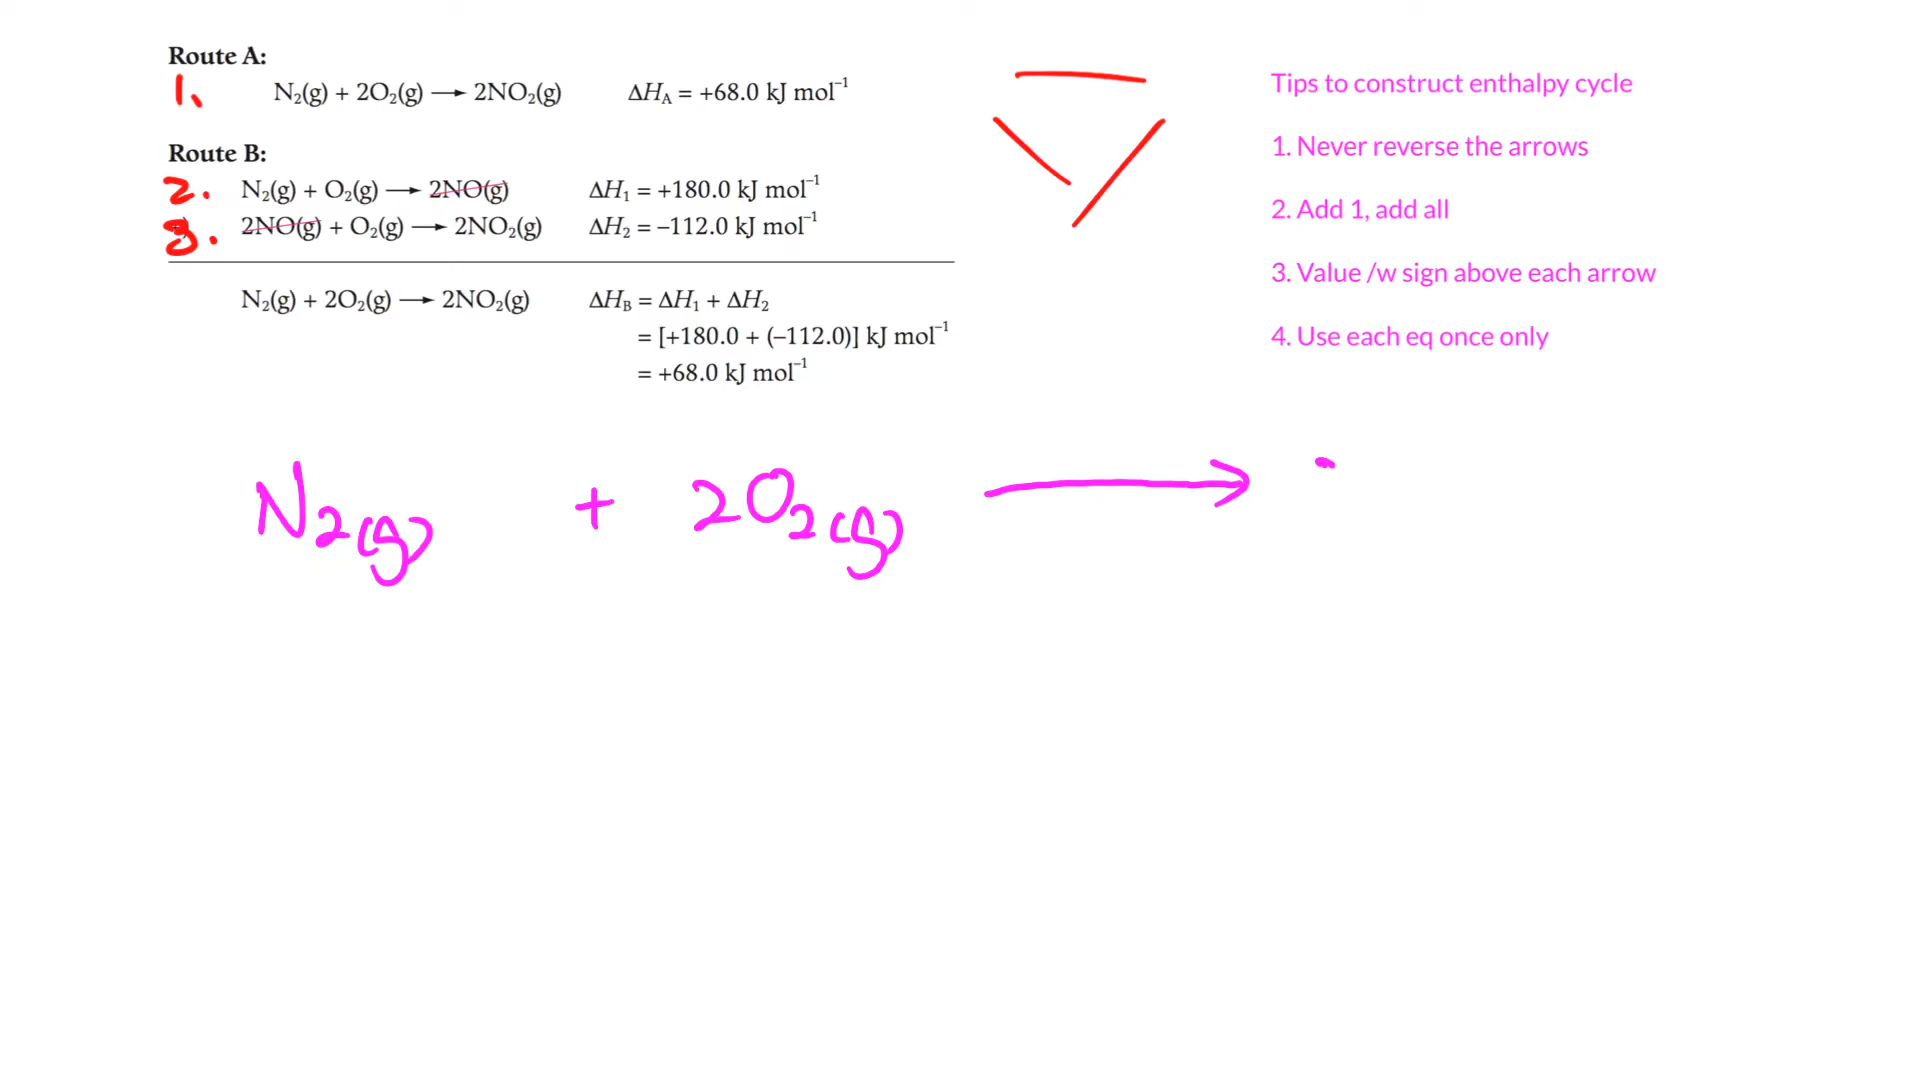 Route A:
1. N₂(g) + 2O₂(g) → 2NO₂(g) ΔH_A = +68.0 kJ mol⁻¹
Route B:
2. N₂(g) + O₂(g) → 2NO(g) ΔH₁ = +180.0 kJ mol⁻¹
3. 2NO(g) + O₂(g) → 2NO₂(g) ΔH₂ = –112.0 kJ mol⁻¹
N₂(g) + 2O₂(g) → 2NO₂(g) ΔH_B = ΔH₁ + ΔH₂
= [+180.0 + (–112.0)] kJ mol⁻¹
= +68.0 kJ mol⁻¹
Tips to construct enthalpy cycle
1. Never reverse the arrows
2. Add 1, add all
3. Value /w sign above each arrow
4. Use each eq once only
N₂(g) + 2O₂(g) →